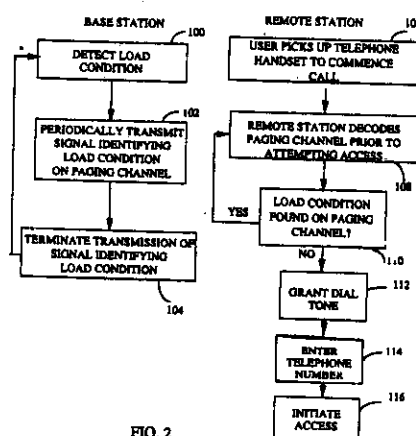 BASE STATION
100
DETECT LOAD
CONDITION
102
PERIODICALLY TRANSMIT
SIGNAL IDENTIFYING
LOAD CONDITION
ON PAGING CHANNEL
TERMINATE TRANSMISSION OF
SIGNAL IDENTIFYING
LOAD CONDITION
104
REMOTE STATION
USER PICKS UP TELEPHONE
HANDSET TO COMMENCE
CALL
REMOTE STATION DECODES
PAGING CHANNEL PRIOR TO
ATTEMPTING ACCESS
108
LOAD CONDITION
FOUND ON PAGING
CHANNEL?
YES
110
NO
112
GRANT DIAL
TONE
114
ENTER
TELEPHONE
NUMBER
116
INITIATE
ACCESS
FIG. 2